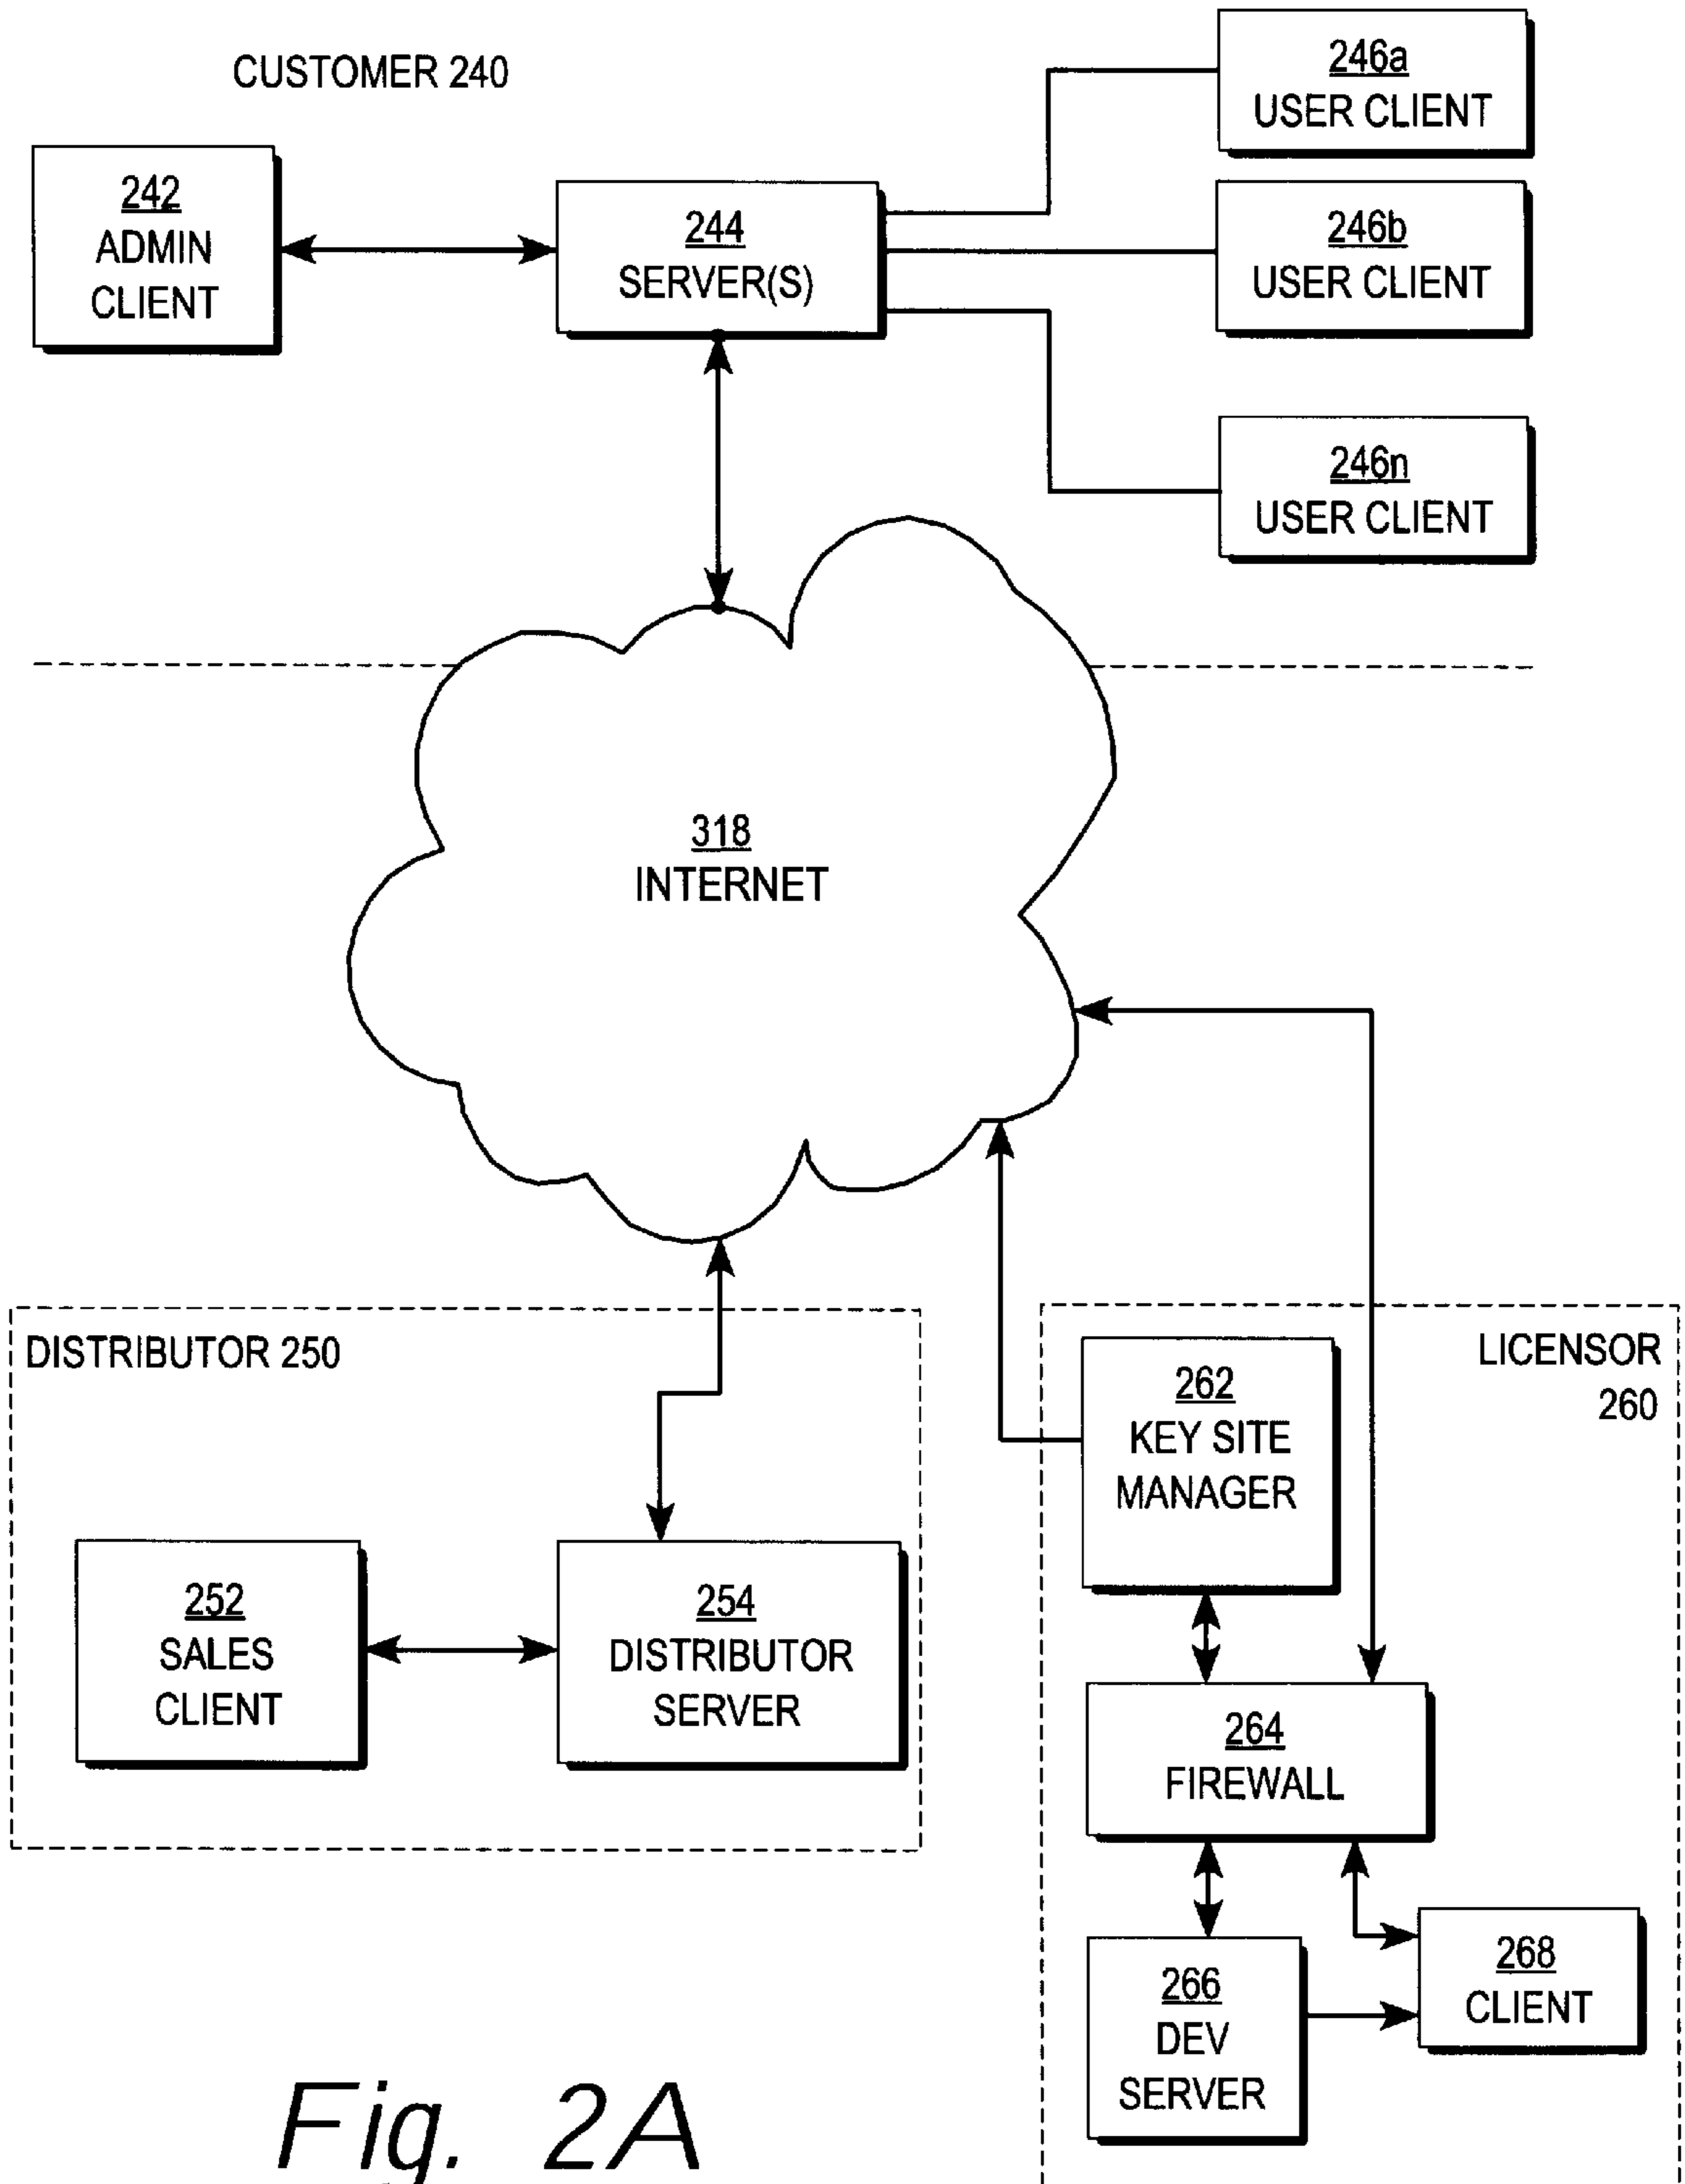 CUSTOMER 240
246a
USER CLIENT
242
ADMIN
CLIENT
244
SERVER(S)
246b
USER CLIENT
246n
USER CLIENT
318
INTERNET
DISTRIBUTOR 250
LICENSOR
260
262
KEY SITE
MANAGER
252
SALES
CLIENT
254
DISTRIBUTOR
SERVER
264
FIREWALL
266
DEV
SERVER
268
CLIENT
Fig. 2A